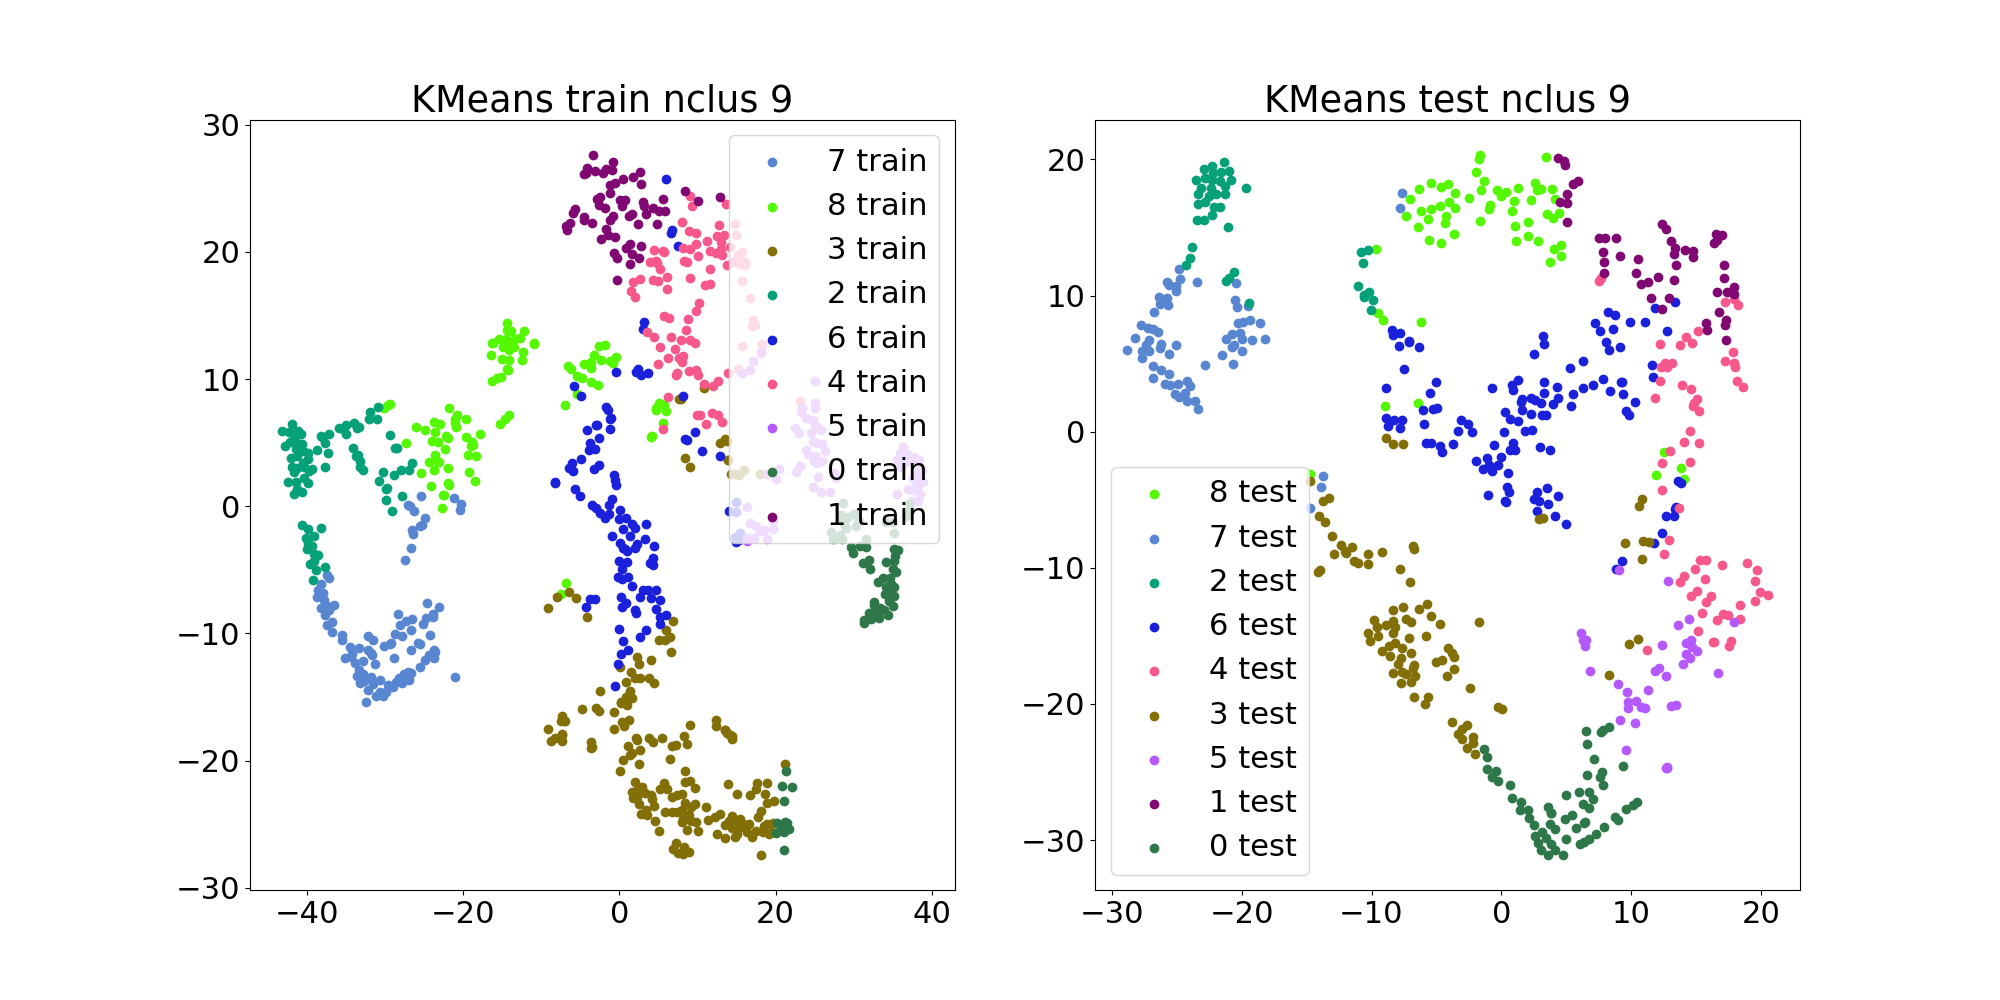 KMeans train nclus 9
30
20
10
0
−10
−20
−30
−40
−20
0
20
40
7 train
8 train
3 train
2 train
6 train
4 train
5 train
0 train
1 train
KMeans test nclus 9
20
10
0
−10
−20
−30
−30
−20
−10
0
10
20
8 test
7 test
2 test
6 test
4 test
3 test
5 test
1 test
0 test